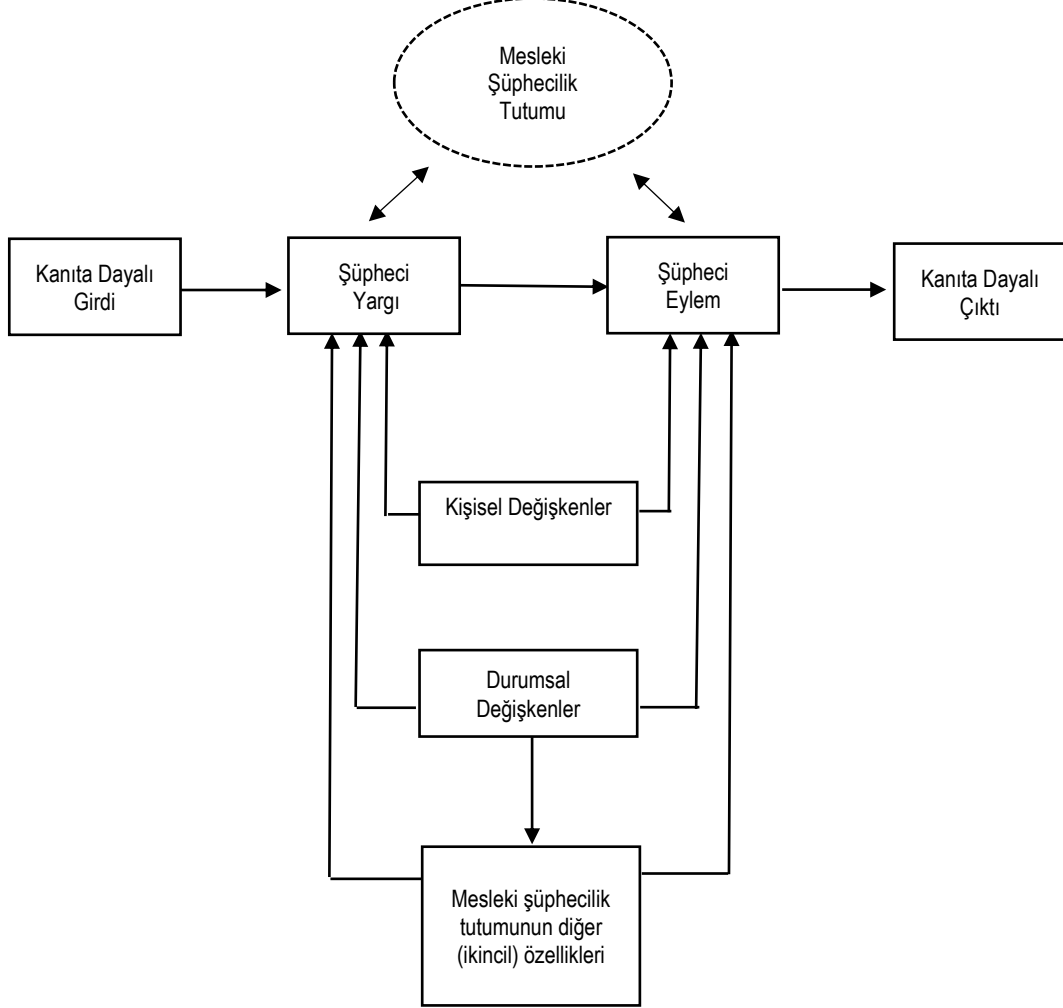 Mesleki
Şüphecilik
Tutumu
Kanıta Dayalı
Girdi
Şüpheci
Yargı
Şüpheci
Eylem
Kanıta Dayalı
Çıktı
Kişisel Değişkenler
Durumsal
Değişkenler
Mesleki şüphecilik
tutumunun diğer
(ikincil) özellikleri